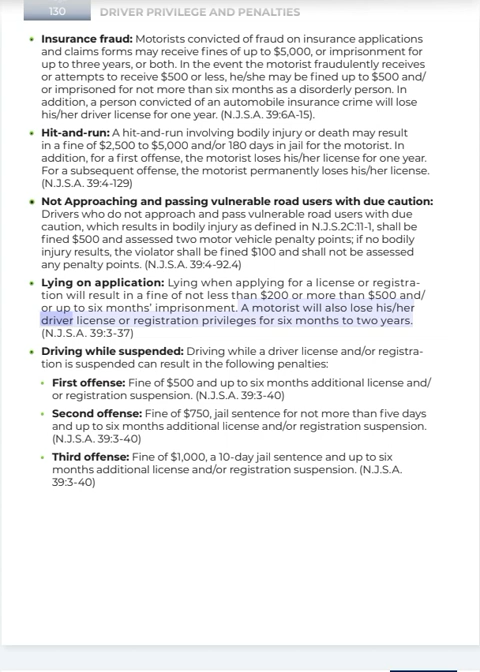 130 DRIVER PRIVILEGE AND PENALTIES
• Insurance fraud: Motorists convicted of fraud on insurance applications
and claims forms may receive fines of up to $5,000, or imprisonment for
up to three years, or both. In the event the motorist fraudulently receives
or attempts to receive $500 or less, he/she may be fined up to $500 and/
or imprisoned for not more than six months as a disorderly person. In
addition, a person convicted of an automobile insurance crime will lose
his/her driver license for one year. (N.J.S.A. 39:6A-15).
• Hit-and-run: A hit-and-run involving bodily injury or death may result
in a fine of $2,500 to $5,000 and/or 180 days in jail for the motorist. In
addition, for a first offense, the motorist loses his/her license for one year.
For a subsequent offense, the motorist permanently loses his/her license.
(N.J.S.A. 39:4-129)
• Not Approaching and passing vulnerable road users with due caution:
Drivers who do not approach and pass vulnerable road users with due
caution, which results in bodily injury as defined in N.J.S.2C:11-1, shall be
fined $500 and assessed two motor vehicle penalty points; if no bodily
injury results, the violator shall be fined $100 and shall not be assessed
any penalty points. (N.J.S.A. 39:4-92.4)
• Lying on application: Lying when applying for a license or registra-
tion will result in a fine of not less than $200 or more than $500 and/
or up to six months' imprisonment. A motorist will also lose his/her
driver license or registration privileges for six months to two years.
(N.J.S.A. 39:3-37)
• Driving while suspended: Driving while a driver license and/or registra-
tion is suspended can result in the following penalties:
• First offense: Fine of $500 and up to six months additional license and/
or registration suspension. (N.J.S.A. 39:3-40)
• Second offense: Fine of $750, jail sentence for not more than five days
and up to six months additional license and/or registration suspension.
(N.J.S.A. 39:3-40)
• Third offense: Fine of $1,000, a 10-day jail sentence and up to six
months additional license and/or registration suspension. (N.J.S.A.
39:3-40)